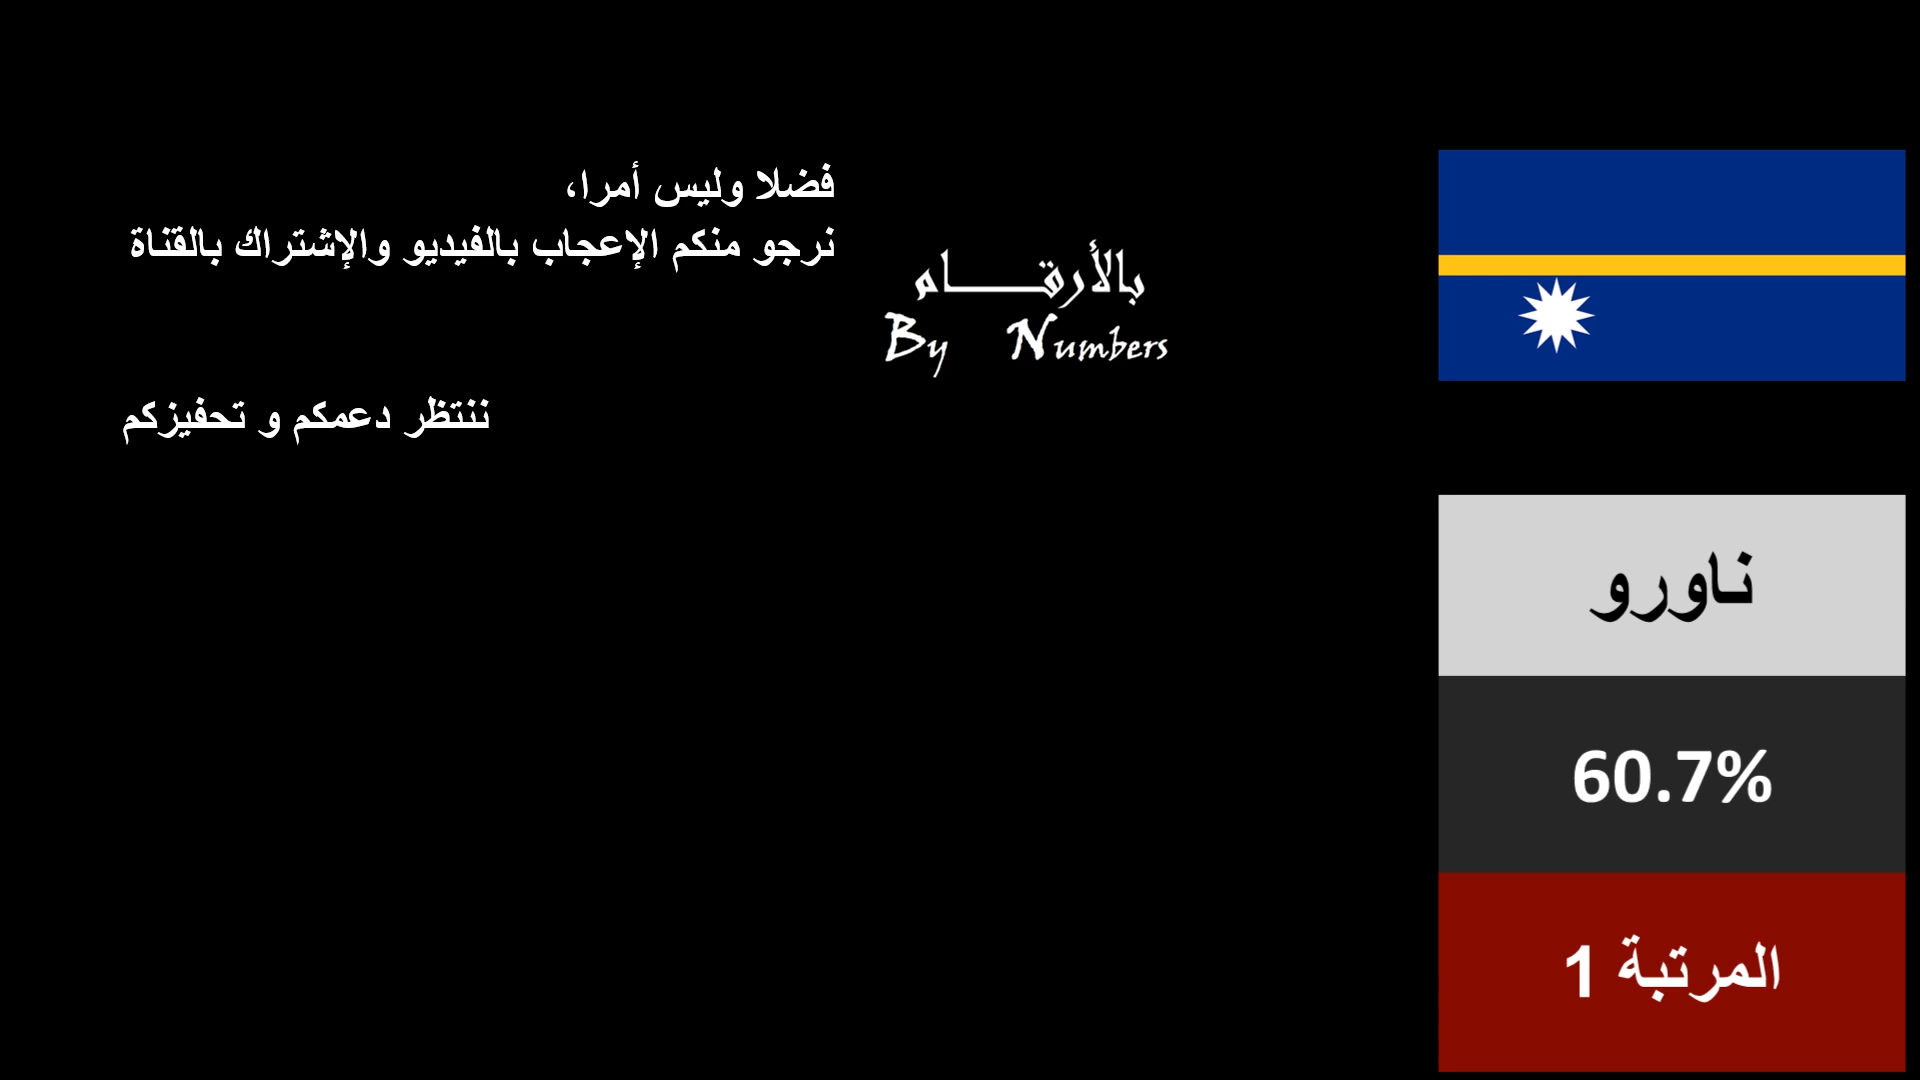 فضلا وليس أمرا،
نرجو منكم الإعجاب بالفيديو والإشتراك بالقناة
ننتظر دعمكم و تحفيزكم
بالأرقـــــام
By Numbers
ناورو
60.7%
المرتبة 1